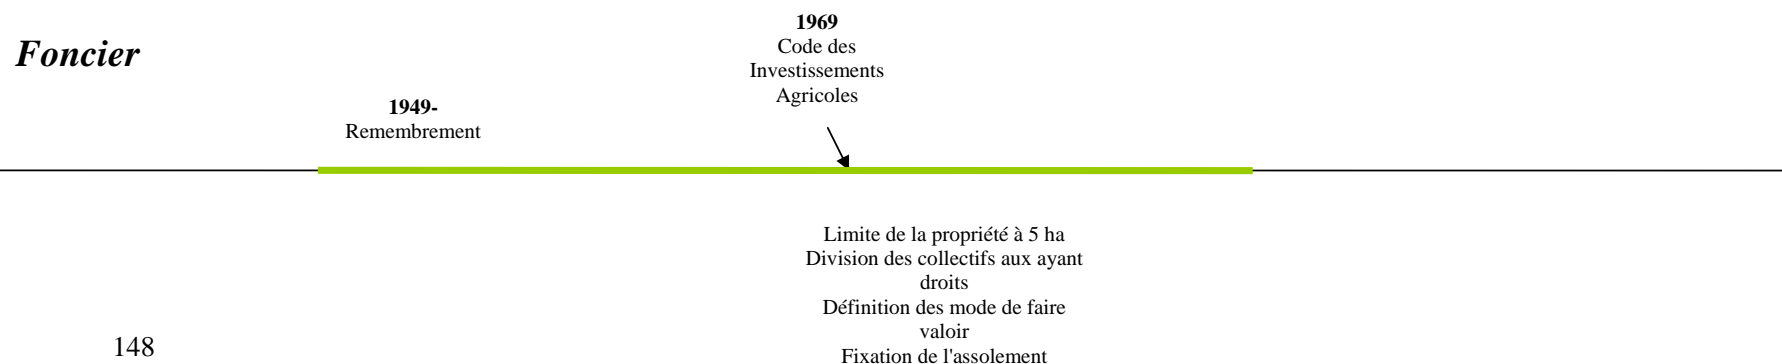 Foncier
1949-
Remembrement
1969
Code des
Investissements
Agricoles
Limite de la propriété à 5 ha
Division des collectifs aux ayant
droits
Définition des mode de faire
valoir
Fixation de l'assolement
148